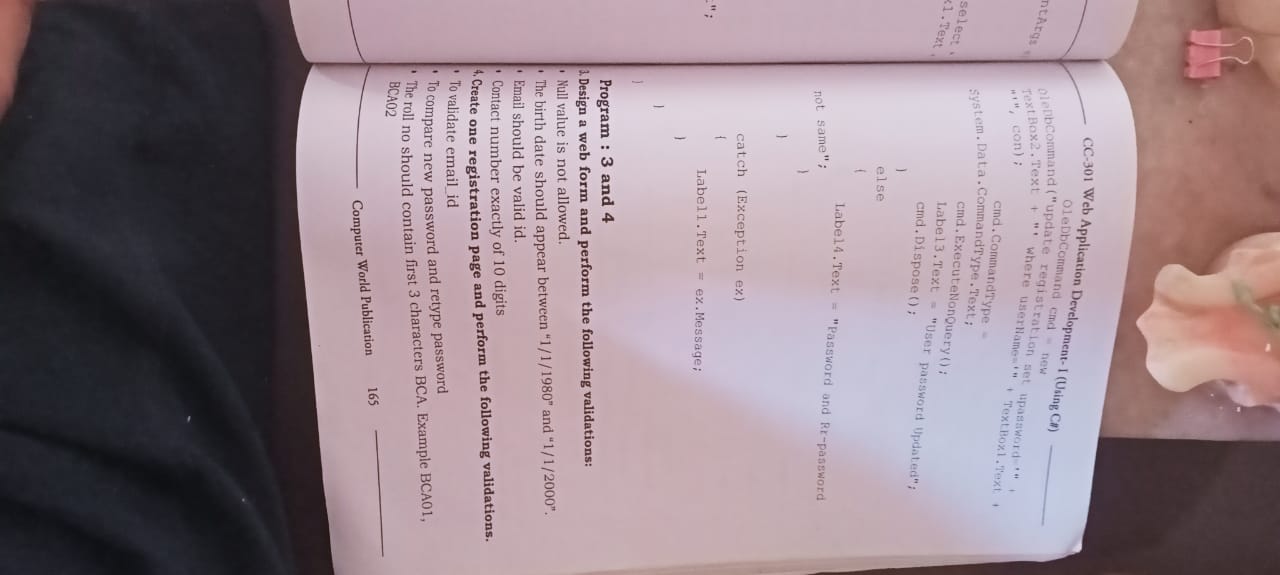 ntArgs
select
x1.Text,
";
CC-301 Web Application Development- I (Using C#)
OleDbCommand cmd = new
OleDbCommand("update registration set upassword='" +
TextBox2.Text + "' where userName='" + TextBox1.Text +
"'", con);
cmd.CommandType =
System.Data.CommandType.Text;
cmd.ExecuteNonQuery();
Label3.Text = "User password Updated";
cmd.Dispose();
}
else
{
Label4.Text = "Password and Rr-password
not same";
}
}
catch (Exception ex)
{
Label1.Text = ex.Message;
}
}
}
Program : 3 and 4
3. Design a web form and perform the following validations:
• Null value is not allowed.
• The birth date should appear between "1/1/1980" and "1/1/2000".
• Email should be valid id.
• Contact number exactly of 10 digits
4. Create one registration page and perform the following validations.
• To validate email_id
• To compare new password and retype password
• The roll no should contain first 3 characters BCA. Example BCA01,
BCA02
Computer World Publication 165